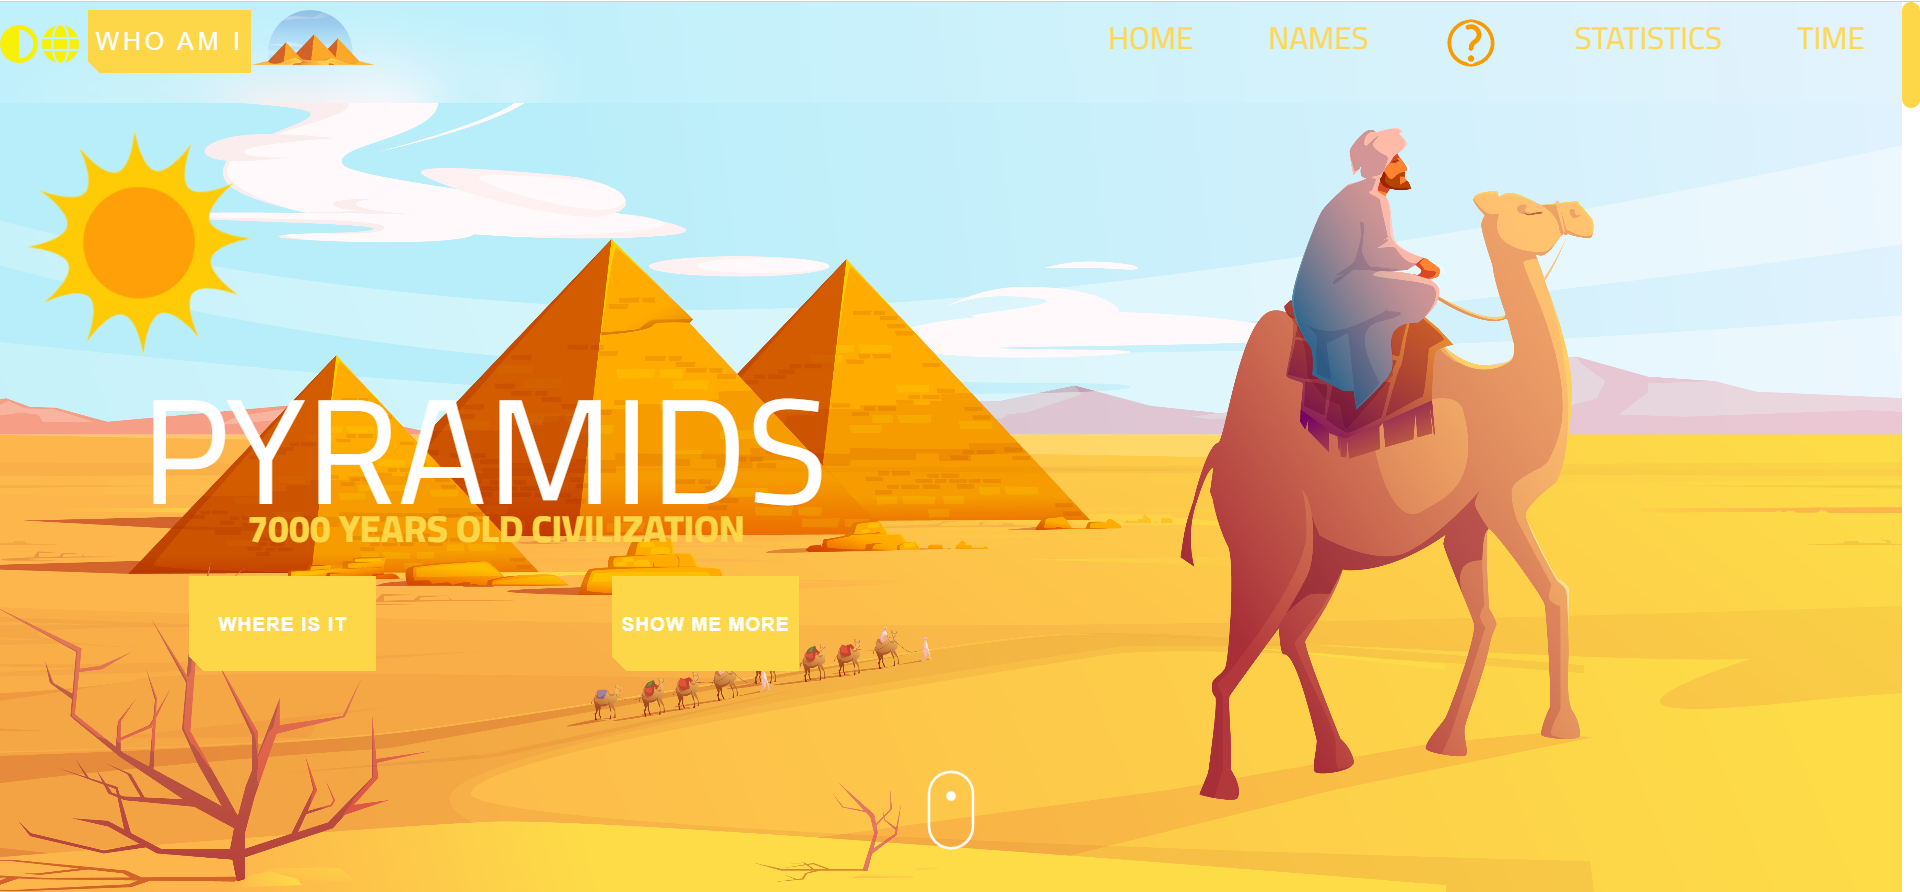 WHO AM I
HOME
NAMES
?
STATISTICS
TIME
PYRAMIDS
7000 YEARS OLD CIVILIZATION
WHERE IS IT
SHOW ME MORE